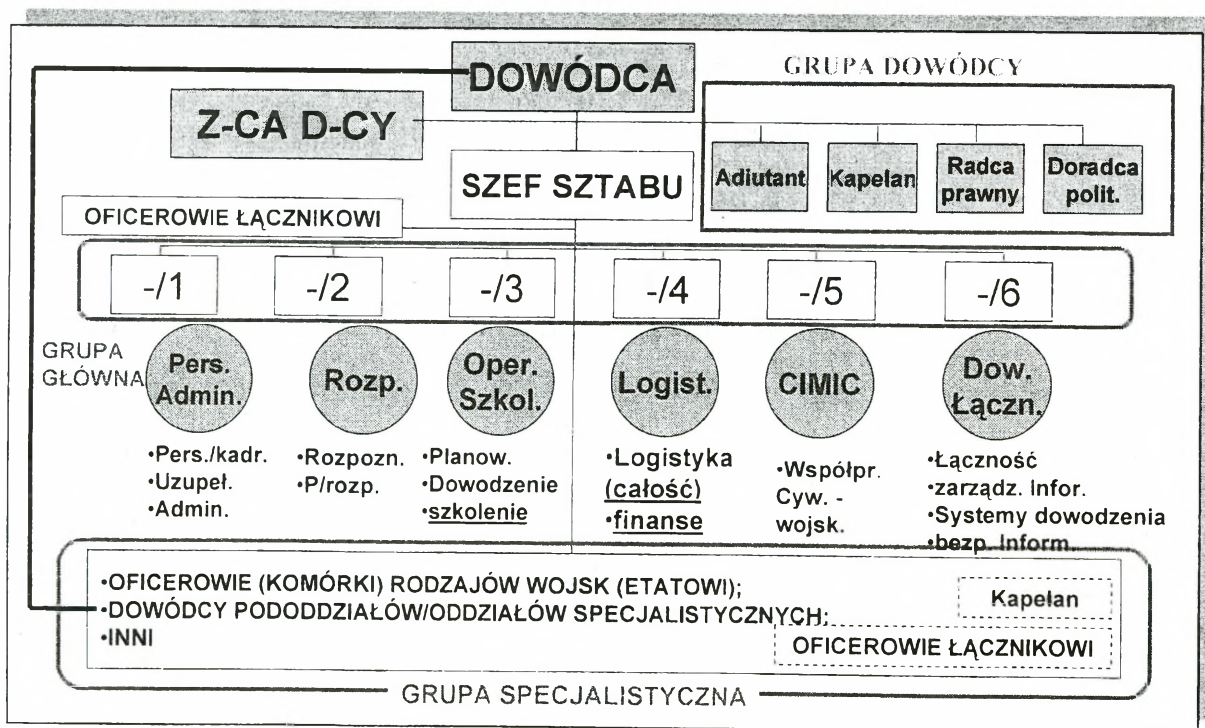 DOWÓDCA
GRUPA DOWÓDCY
Z-CA D-CY
SZEF SZTABU
Adiutant
Kapelan
Radca
prawny
Doradca
polit.
OFICEROWIE ŁĄCZNIKOWI
-/1
-/2
-/3
-/4
-/5
-/6
GRUPA
GŁÓWNA
Pers.
Admin.
Rozp.
Oper.
Szkol.
Logist.
CIMIC
Dow.
Łączn.
•Pers./kadr.
•Uzupeł.
•Admin.
•Rozpozn.
•P/rozp.
•Planow.
•Dowodzenie
•szkolenie
•Logistyka
(całość)
•finanse
•Współpr.
Cyw. -
wojsk.
•Łączność
•zarządz. Infor.
•Systemy dowodzenia
•bezp. Inform.
•OFICEROWIE (KOMÓRKI) RODZAJÓW WOJSK (ETATOWI);
•DOWÓDCY PODODDZIAŁÓW/ODDZIAŁÓW SPECJALISTYCZNYCH;
•INNI
Kapelan
OFICEROWIE ŁĄCZNIKOWI
GRUPA SPECJALISTYCZNA